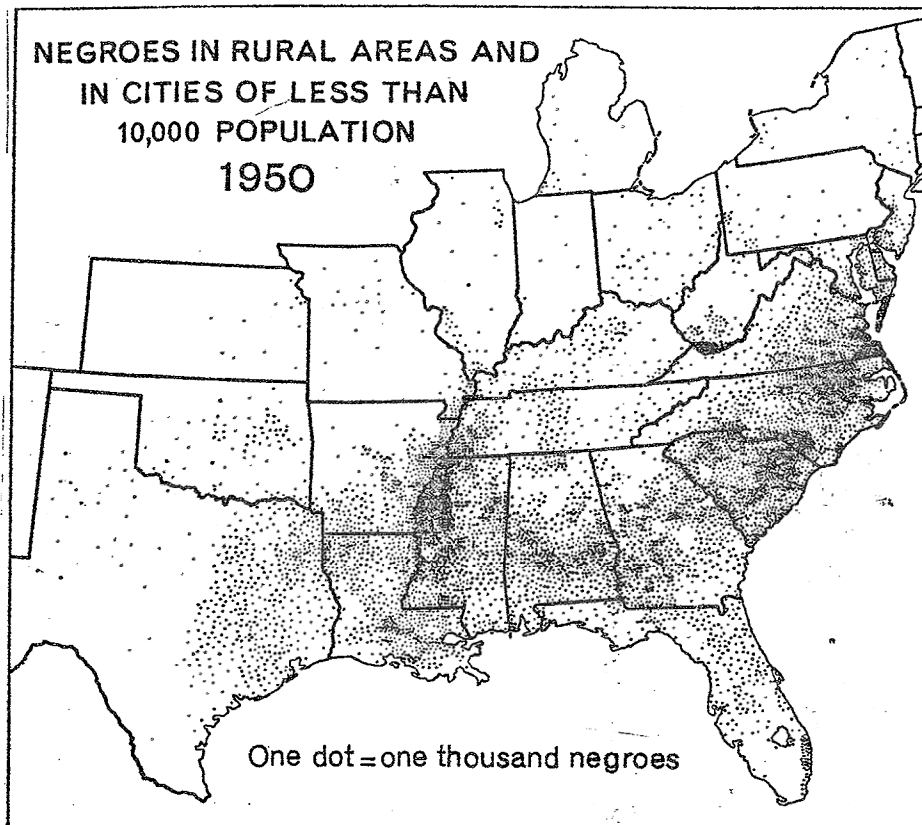 NEGROES IN RURAL AREAS AND
IN CITIES OF LESS THAN
10,000 POPULATION
1950
One dot=one thousand negroes